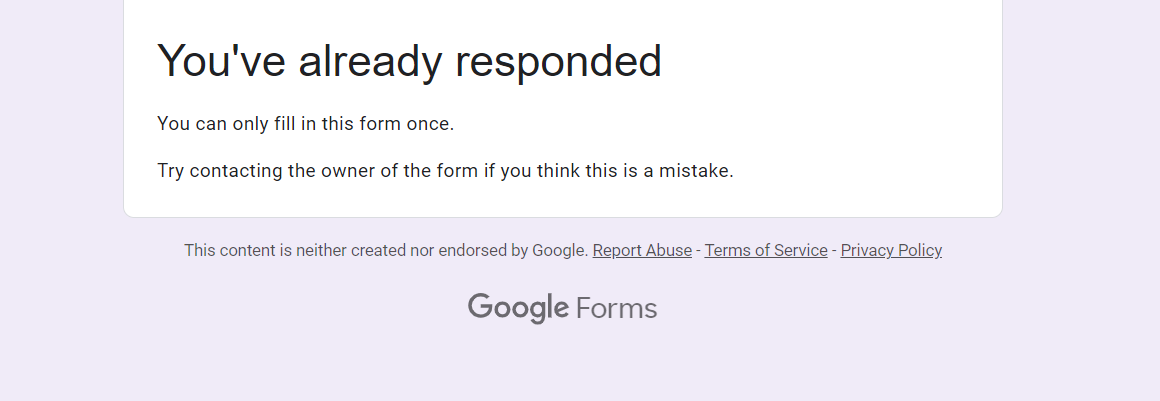 You've already responded
You can only fill in this form once.
Try contacting the owner of the form if you think this is a mistake.
This content is neither created nor endorsed by Google. Report Abuse - Terms of Service - Privacy Policy
Google Forms